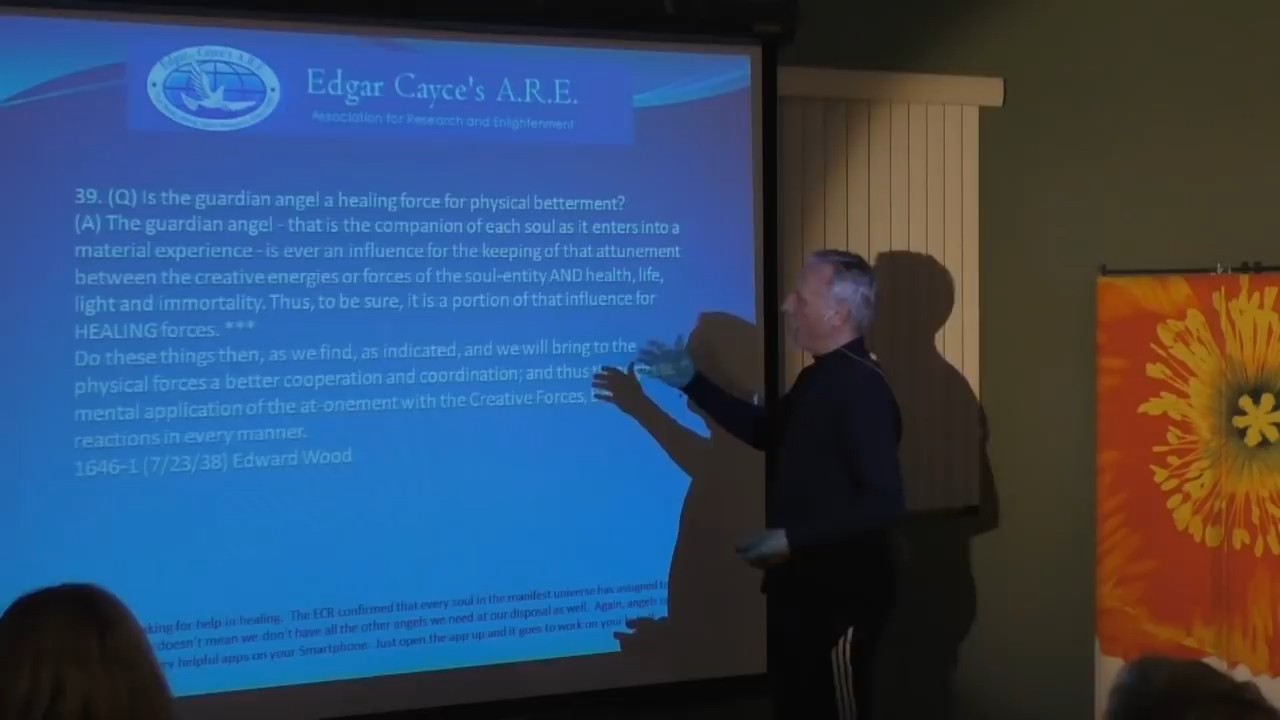 Edgar Cayce's A.R.E.
Edgar Cayce's A.R.E.
Association for Research and Enlightenment
39. (Q) Is the guardian angel a healing force for physical betterment?
(A) The guardian angel - that is the companion of each soul as it enters into a
material experience - is ever an influence for the keeping of that attunement
between the creative energies or forces of the soul-entity AND health, life,
light and immortality. Thus, to be sure, it is a portion of that influence for
HEALING forces. ***
Do these things then, as we find, as indicated, and we will bring to the
physical forces a better cooperation and coordination; and thus
mental application of the at-onement with the Creative Forces,
reactions in every manner.
1646-1 (7/23/38) Edward Wood
for help in healing. The ECR confirmed that every soul in the manifest universe has assigned
doesn't mean we don't have all the other angels we need at our disposal as well. Again, angels
helpful apps on your Smartphone. Just open the app up and it goes to work on your